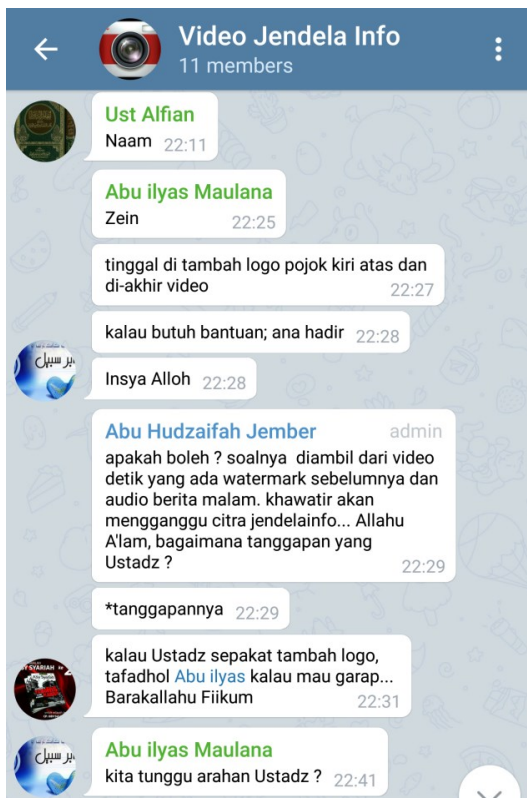 Video Jendela Info
11 members
Ust Alfian
Naam 22:11
Abu ilyas Maulana
Zein 22:25
tinggal di tambah logo pojok kiri atas dan
di-akhir video 22:27
kalau butuh bantuan; ana hadir 22:28
Insya Alloh 22:28
Abu Hudzaifah Jember admin
apakah boleh ? soalnya diambil dari video
detik yang ada watermark sebelumnya dan
audio berita malam. khawatir akan
mengganggu citra jendelainfo... Allahu
A'lam, bagaimana tanggapan yang
Ustadz ? 22:29
*tanggapannya 22:29
kalau Ustadz sepakat tambah logo,
tafadhol Abu ilyas kalau mau garap...
Barakallahu Fiikum 22:31
Abu ilyas Maulana
kita tunggu arahan Ustadz ? 22:41